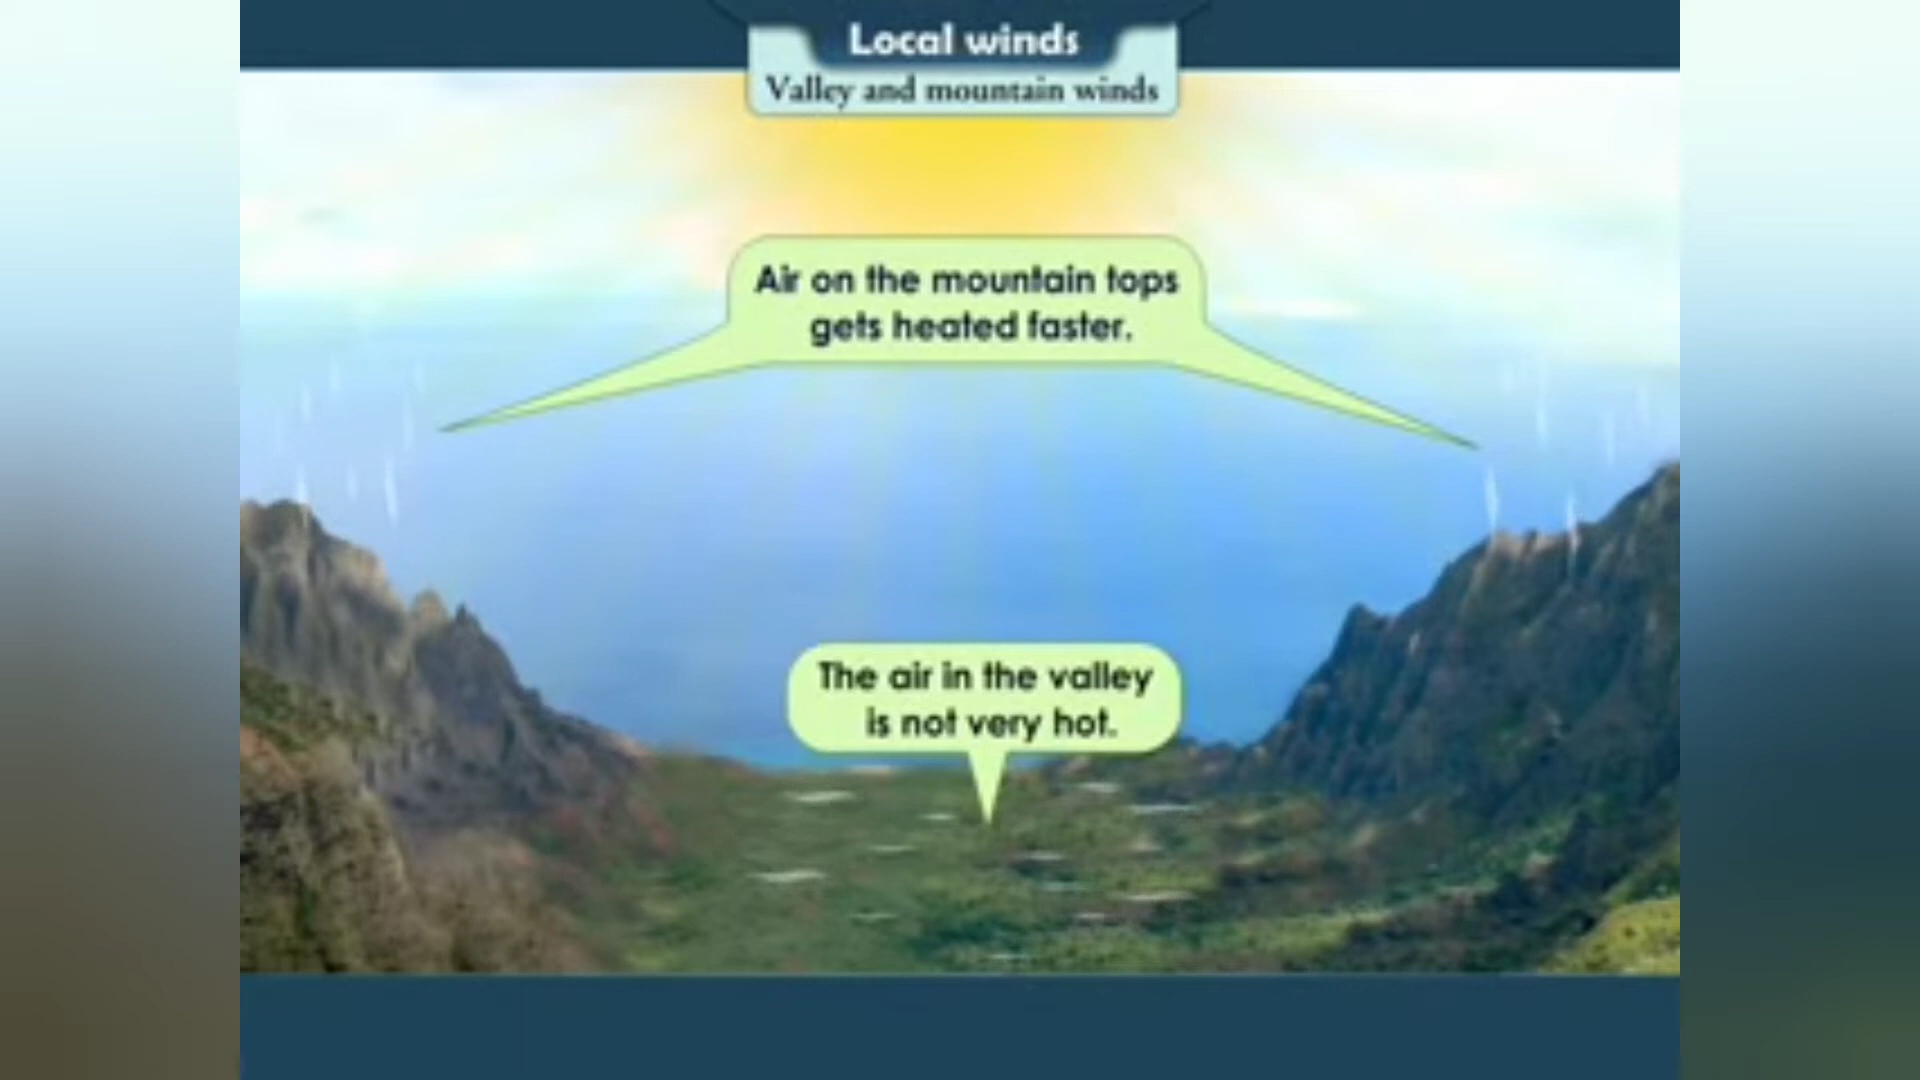 Local winds
Valley and mountain winds
Air on the mountain tops
gets heated faster.
The air in the valley
is not very hot.